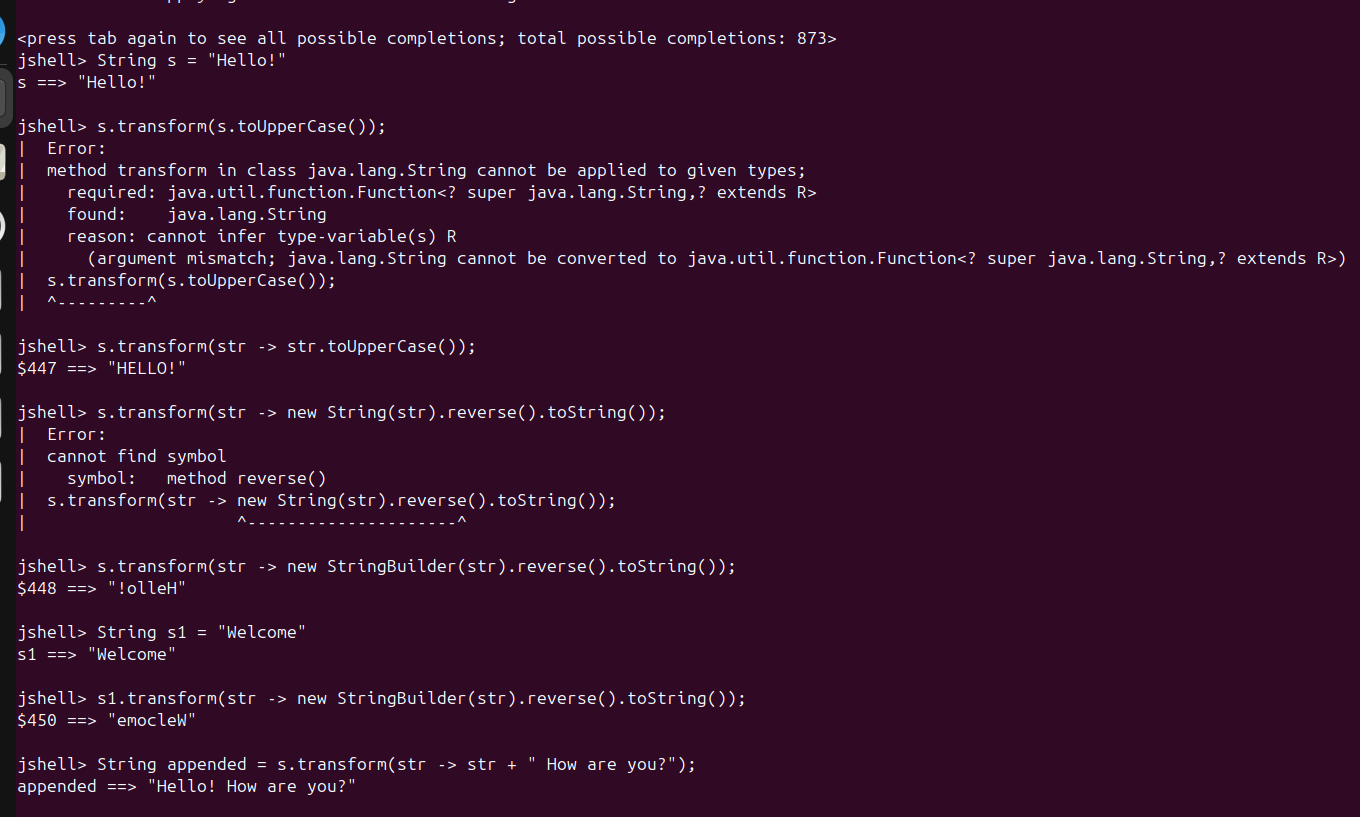 <press tab again to see all possible completions; total possible completions: 873>
jshell> String s = "Hello!"
s ==> "Hello!"
jshell> s.transform(s.toUpperCase());
|  Error:
|  method transform in class java.lang.String cannot be applied to given types;
|    required: java.util.function.Function<? super java.lang.String,? extends R>
|    found:    java.lang.String
|    reason: cannot infer type-variable(s) R
|      (argument mismatch; java.lang.String cannot be converted to java.util.function.Function<? super java.lang.String,? extends R>)
|  s.transform(s.toUpperCase());
|  ^---------^
jshell> s.transform(str -> str.toUpperCase());
$447 ==> "HELLO!"
jshell> s.transform(str -> new String(str).reverse().toString());
|  Error:
|  cannot find symbol
|    symbol:   method reverse()
|  s.transform(str -> new String(str).reverse().toString());
|                     ^---------------------^
jshell> s.transform(str -> new StringBuilder(str).reverse().toString());
$448 ==> "!olleH"
jshell> String s1 = "Welcome"
s1 ==> "Welcome"
jshell> s1.transform(str -> new StringBuilder(str).reverse().toString());
$450 ==> "emocleW"
jshell> String appended = s.transform(str -> str + " How are you?");
appended ==> "Hello! How are you?"